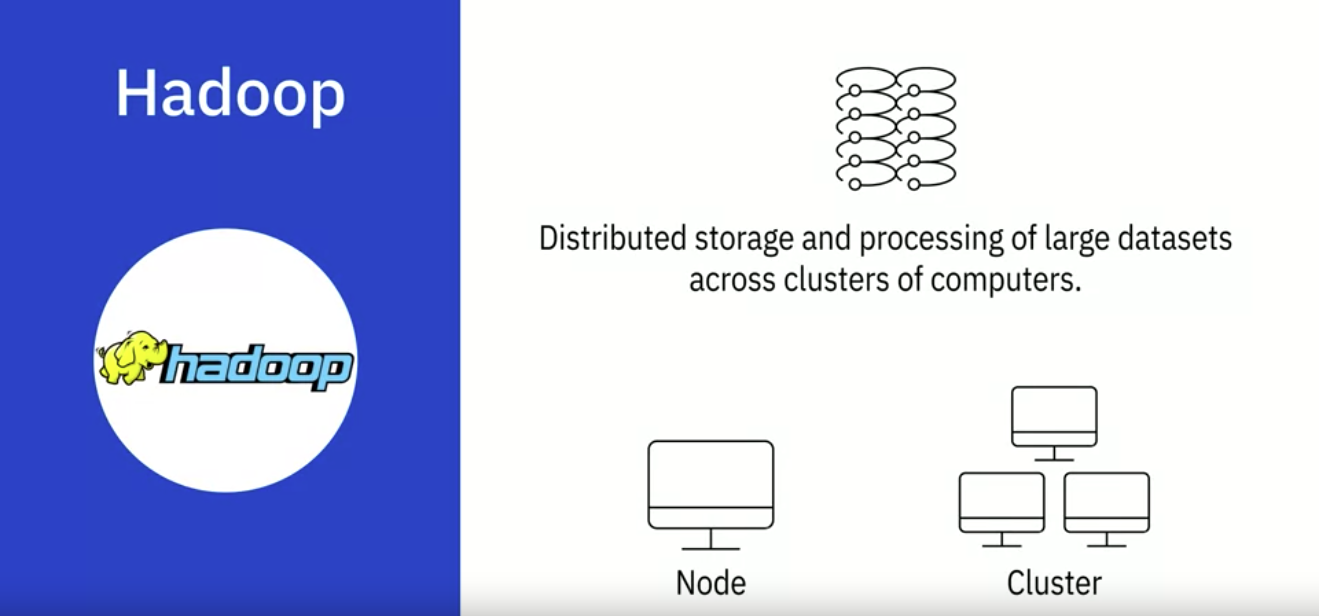 Hadoop
hadoop
Distributed storage and processing of large datasets
across clusters of computers.
Node
Cluster